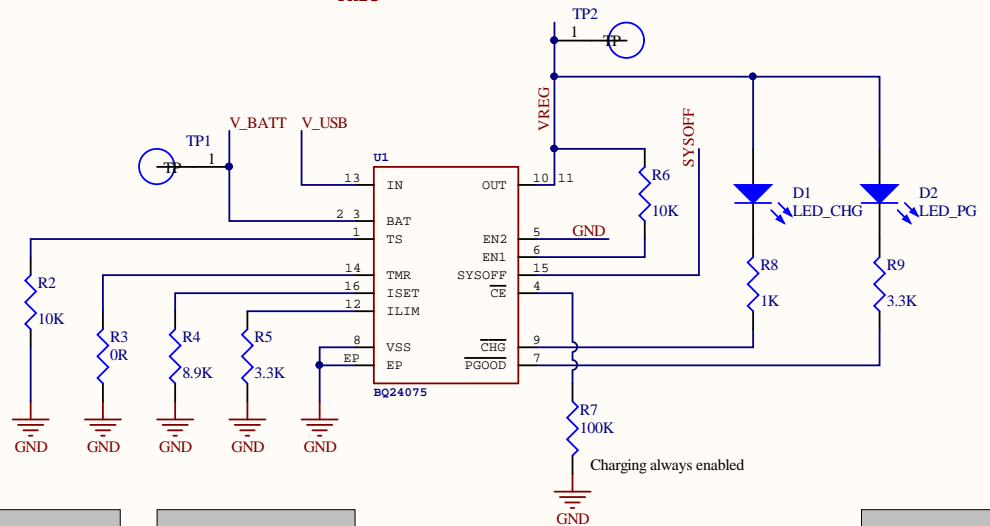 TP2
1
TP
VREG
SYSOFF
V_BATT
V_USB
TP1
TP
1
U1
13
IN
OUT
10
11
2
3
BAT
1
TS
EN2
5
GND
EN1
6
14
TMR
SYSOFF
15
16
ISET
CE
4
12
ILIM
8
VSS
CHG
9
EP
EP
PGOOD
7
BQ24075
R6
10K
D1
LED_CHG
D2
LED_PG
R8
1K
R9
3.3K
R2
10K
R3
0R
R4
8.9K
R5
3.3K
R7
100K
Charging always enabled
GND
GND
GND
GND
GND
GND